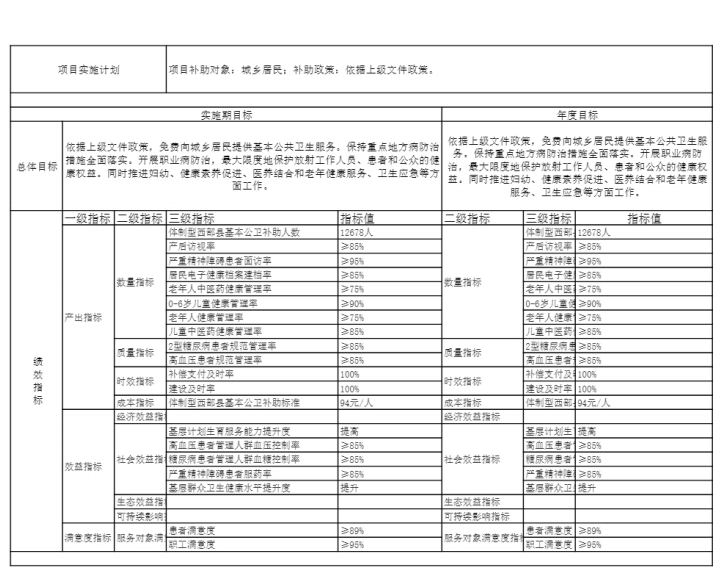 项目实施计划 项目补助对象：城乡居民；补助政策：依据上级文件政策。
实施期目标 年度目标
总体目标
依据上级文件政策，免费向城乡居民提供基本公共卫生服务。保持重点地方病防治
措施全面落实。开展职业病防治，最大限度地保护放射工作人员、患者和公众的健
康权益。同时推进妇幼、健康素养促进、医养结合和老年健康服务、卫生应急等方
面工作。
依据上级文件政策，免费向城乡居民提供基本公共卫生服
务。保持重点地方病防治措施全面落实。开展职业病防
治，最大限度地保护放射工作人员、患者和公众的健康权
益。同时推进妇幼、健康素养促进、医养结合和老年健康
服务、卫生应急等方面工作。
绩
效
指
标
一级指标 二级指标 三级指标 指标值 二级指标 三级指标 指标值
产出指标 数量指标 体制型西部县基本公卫补助人数 12678人 数量指标 体制型西部 12678人
产后访视率 ≥85% 产后访视率 ≥85%
严重精神障碍患者面访率 ≥95% 严重精神障 ≥95%
居民电子健康档案建档率 ≥85% 居民电子健 ≥85%
老年人中医药健康管理率 ≥75% 老年人中医 ≥75%
0-6岁儿童健康管理率 ≥90% 0-6岁儿童健 ≥90%
老年人健康管理率 ≥75% 老年人健康 ≥75%
儿童中医药健康管理率 ≥85% 儿童中医药 ≥85%
质量指标 2型糖尿病患者规范管理率 ≥85% 质量指标 2型糖尿病患 ≥85%
高血压患者规范管理率 ≥85% 高血压患者 ≥85%
时效指标 补偿支付及时率 100% 时效指标 补偿支付及 100%
建设及时率 100% 建设及时率 100%
成本指标 体制型西部县基本公卫补助标准 94元/人 成本指标 体制型西部 94元/人
效益指标 经济效益指 经济效益指标
社会效益指 基层计划生育服务能力提升度 提高 社会效益指标 基层计划生 提高
高血压患者管理人群血压控制率 ≥85% 高血压患者 ≥85%
糖尿病患者管理人群血糖控制率 ≥85% 糖尿病患者 ≥85%
严重精神障碍患者服药率 ≥85% 严重精神障 ≥85%
基层群众卫生健康水平提升度 提升 基层群众卫 提升
生态效益指 生态效益指标
可持续影响 可持续影响指标
满意度指标 服务对象满 患者满意度 ≥89% 服务对象满意度指 患者满意度 ≥89%
职工满意度 ≥95% 职工满意度 ≥95%